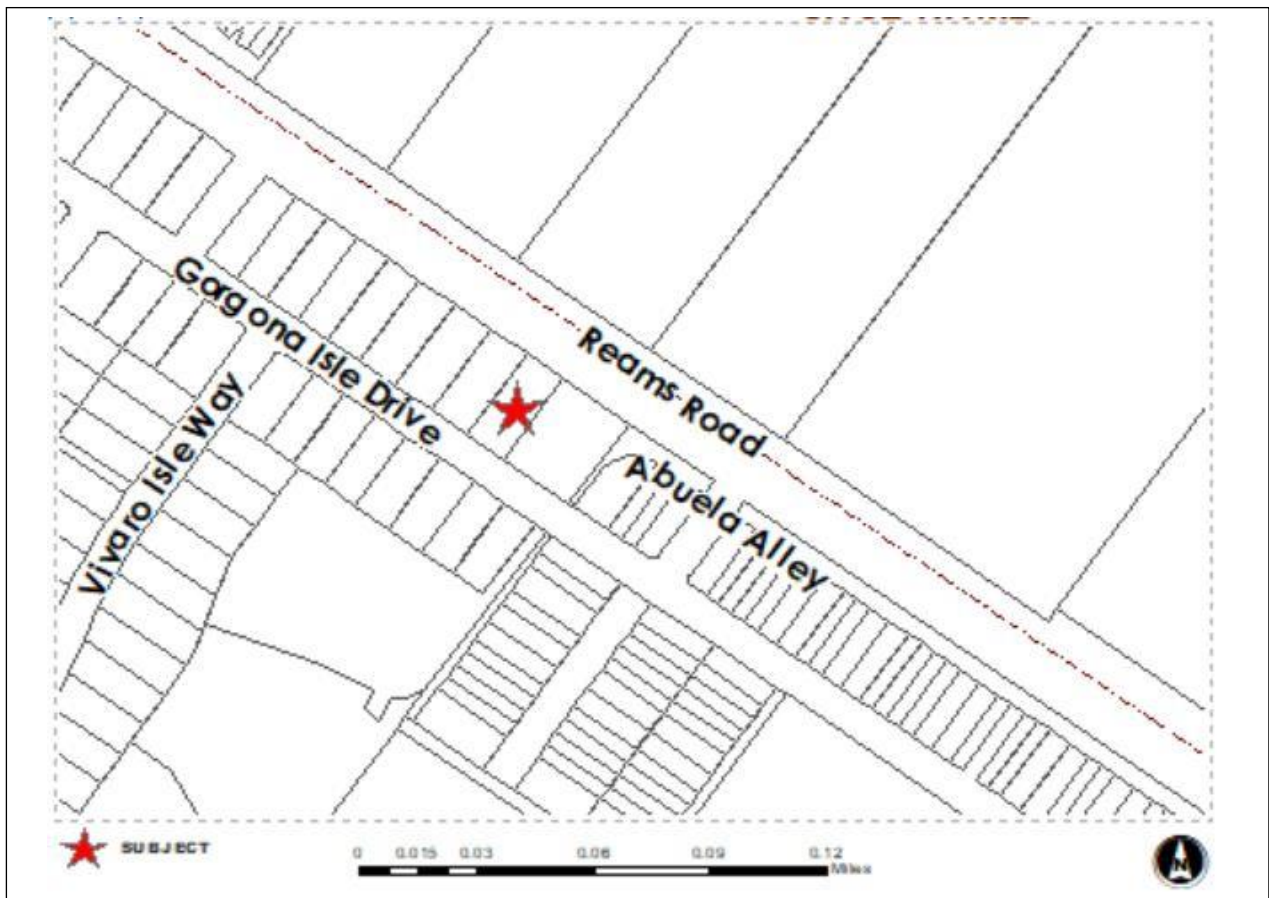 Gorgona Isle Drive
Reams Road
Vivaro Isle Way
Abuela Alley
SUBJECT
0 0.015 0.03 0.06 0.09 0.12
Miles
N